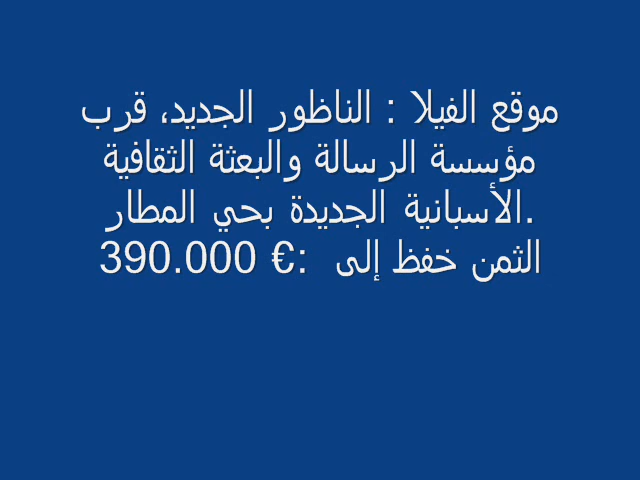 موقع الفيلا : الناظور الجديد، قرب
مؤسسة الرسالة والبعثة الثقافية
الأسبانية الجديدة بحي المطار.
الثمن خفظ إلى :€ 390.000